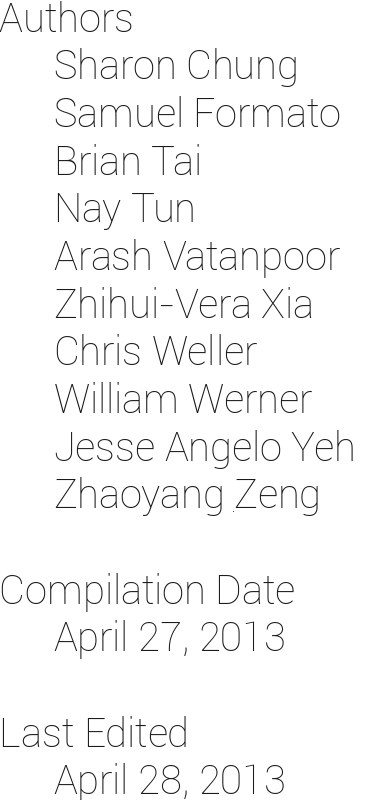 Authors
Sharon Chung
Samuel Formato
Brian Tai
Nay Tun
Arash Vatanpoor
Zhihui-Vera Xia
Chris Weller
William Werner
Jesse Angelo Yeh
Zhaoyang Zeng
Compilation Date
April 27, 2013
Last Edited
April 28, 2013